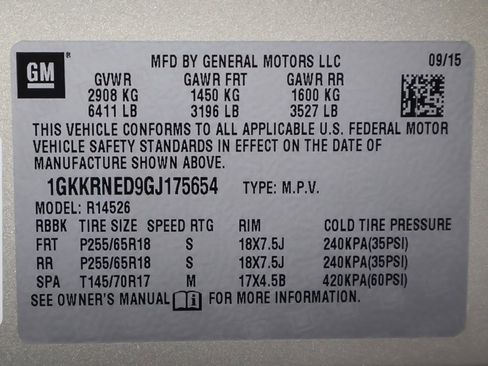 GM
MFD BY GENERAL MOTORS LLC 09/15
GVWR GAWR FRT GAWR RR
2908 KG 1450 KG 1600 KG
6411 LB 3196 LB 3527 LB
THIS VEHICLE CONFORMS TO ALL APPLICABLE U.S. FEDERAL MOTOR
VEHICLE SAFETY STANDARDS IN EFFECT ON THE DATE OF
MANUFACTURE SHOWN ABOVE.
1GKKRNED9GJ175654 TYPE: M.P.V.
MODEL: R14526
RBBK TIRE SIZE SPEED RTG RIM COLD TIRE PRESSURE
FRT P255/65R18 S 18X7.5J 240KPA(35PSI)
RR P255/65R18 S 18X7.5J 240KPA(35PSI)
SPA T145/70R17 M 17X4.5B 420KPA(60PSI)
SEE OWNER'S MANUAL i FOR MORE INFORMATION.